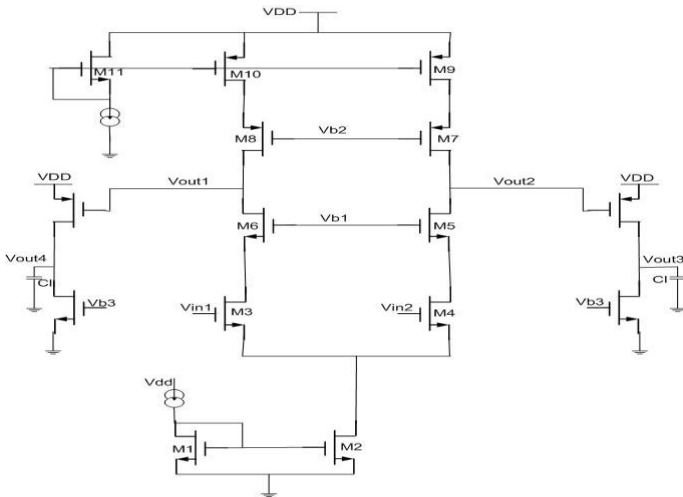 VDD
M11
M10
M9
M8
Vb2
M7
VDD
Vout1
Vout2
VDD
M6
Vb1
M5
Vout4
Vout3
Cl
Cl
Vb3
Vin1
M3
Vin2
M4
Vb3
Vdd
M1
M2